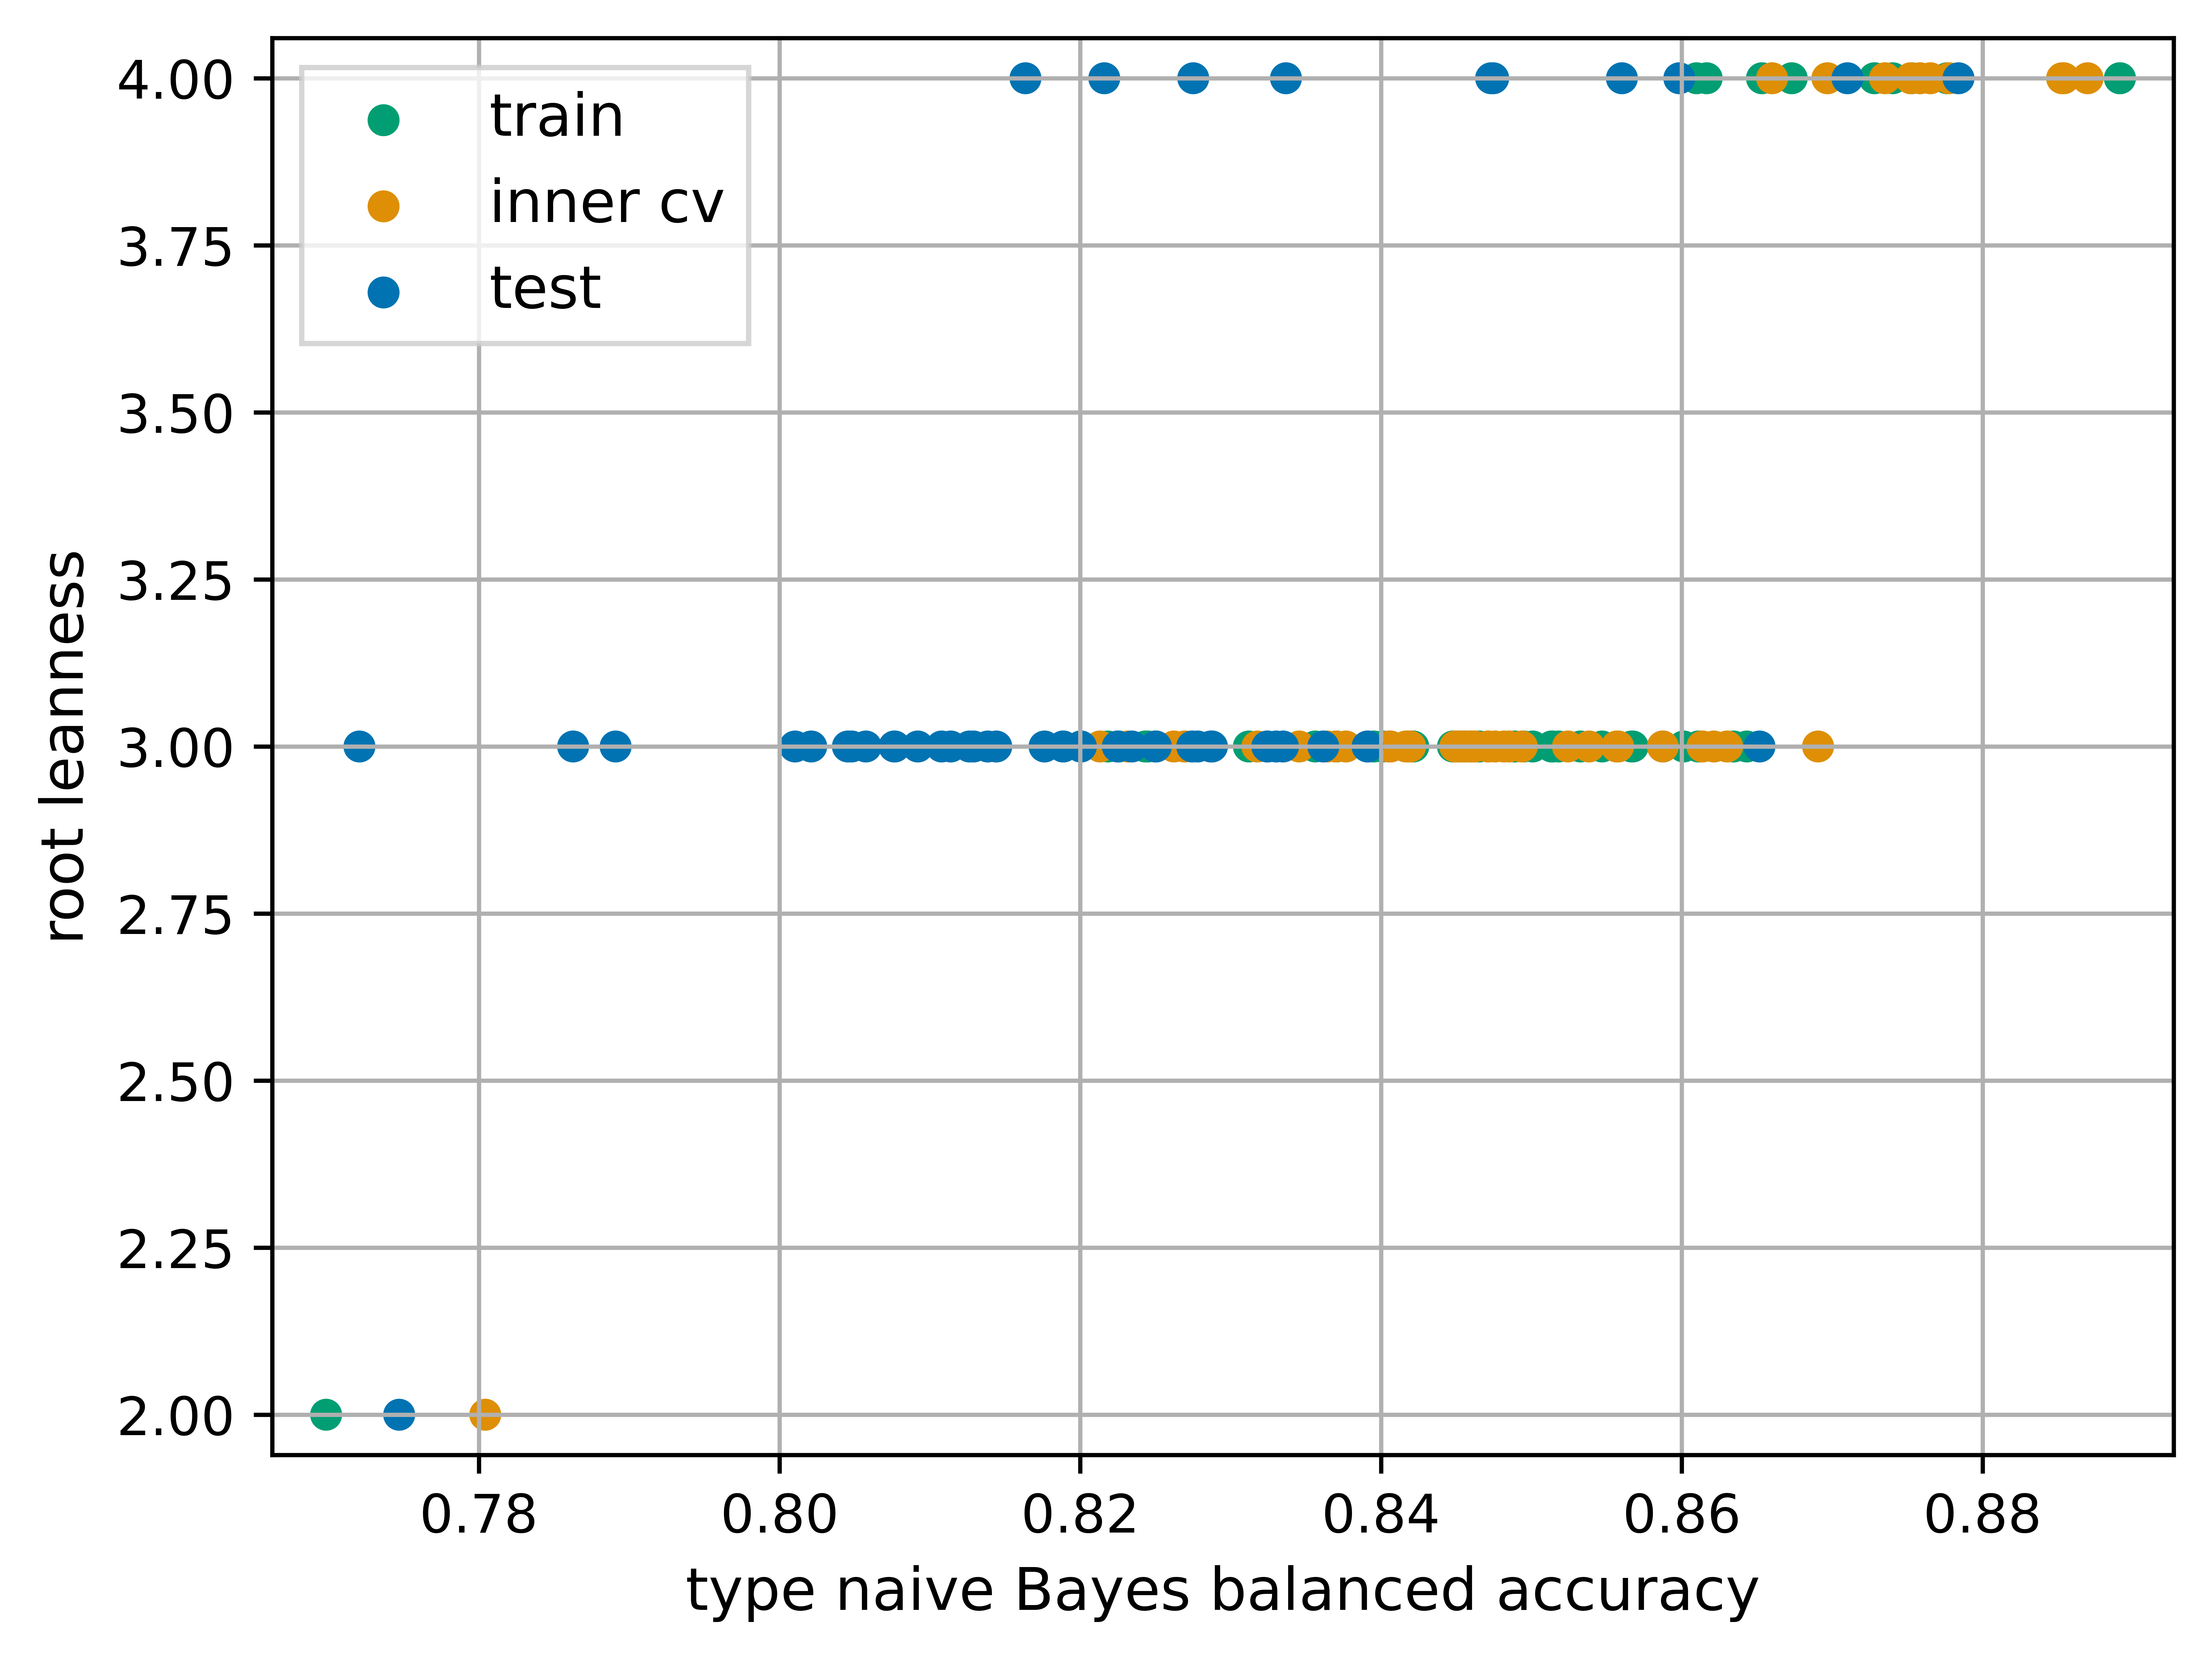 train
inner cv
test
4.00
3.75
3.50
3.25
3.00
2.75
2.50
2.25
2.00
root leanness
0.78 0.80 0.82 0.84 0.86 0.88
type naive Bayes balanced accuracy